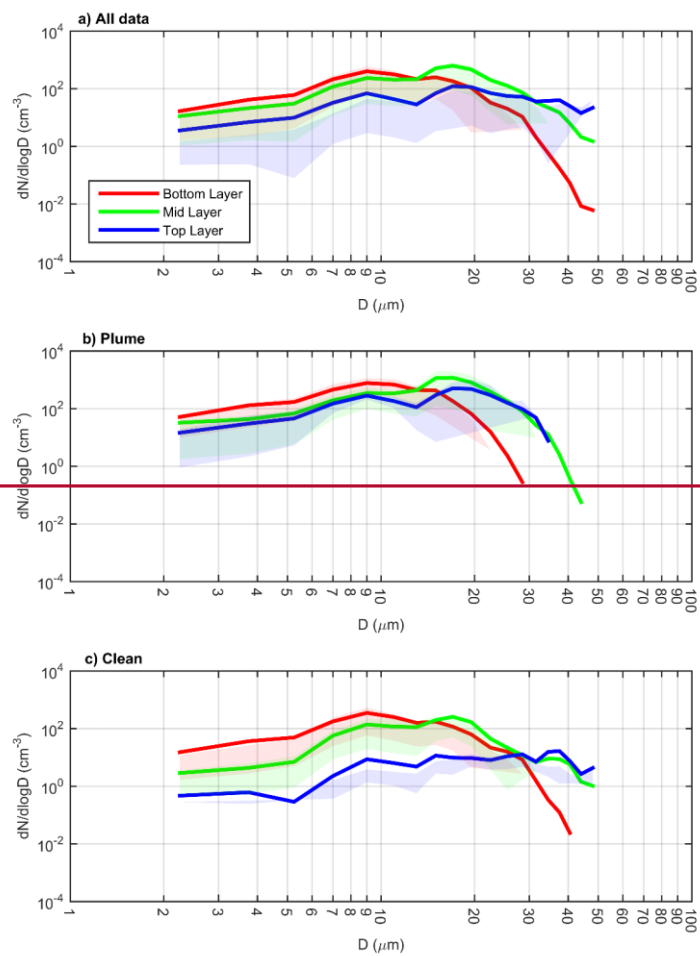 a) All data
dN/dlogD (cm-3)
10^4
10^2
10^0
10^-2
10^-4
Bottom Layer
Mid Layer
Top Layer
1 2 3 4 5 6 7 8 9 10 20 30 40 50 60 70 80 90 100
D (μm)
b) Plume
dN/dlogD (cm-3)
10^4
10^2
10^0
10^-2
10^-4
1 2 3 4 5 6 7 8 9 10 20 30 40 50 60 70 80 90 100
D (μm)
c) Clean
dN/dlogD (cm-3)
10^4
10^2
10^0
10^-2
10^-4
1 2 3 4 5 6 7 8 9 10 20 30 40 50 60 70 80 90 100
D (μm)